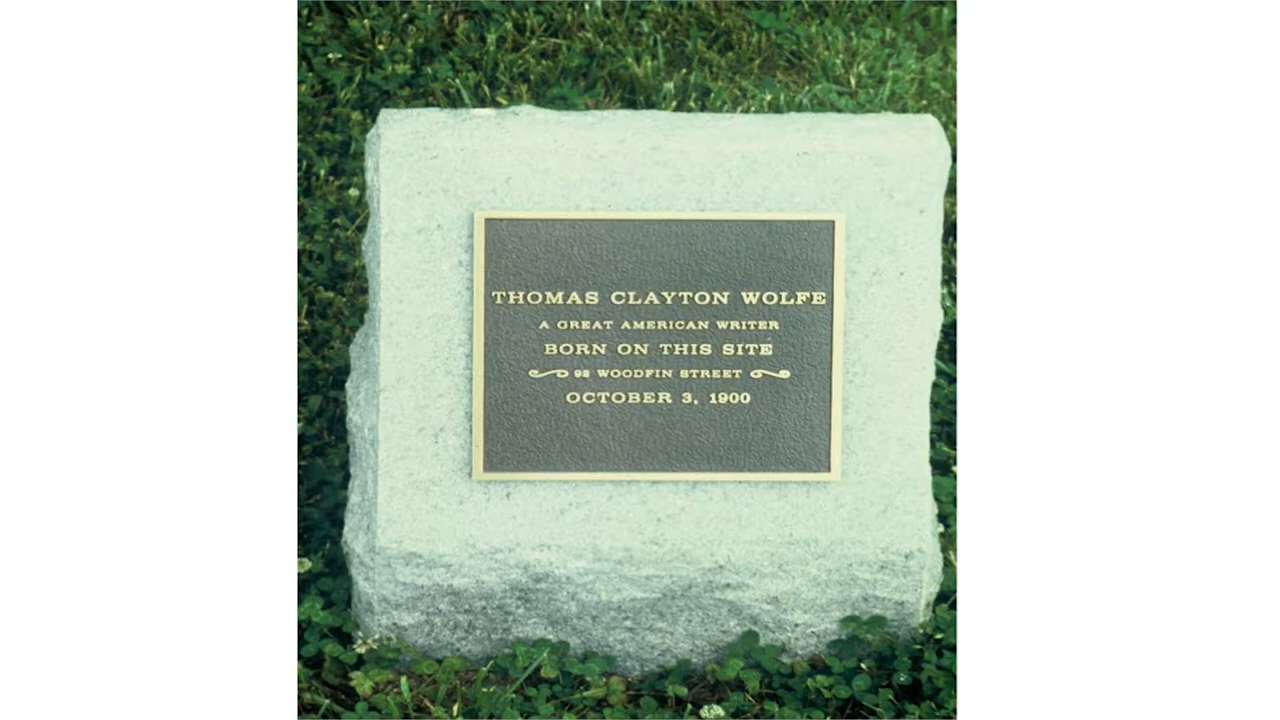 THOMAS CLAYTON WOLFE
A GREAT AMERICAN WRITER
BORN ON THIS SITE
92 WOODFIN STREET
OCTOBER 3, 1900